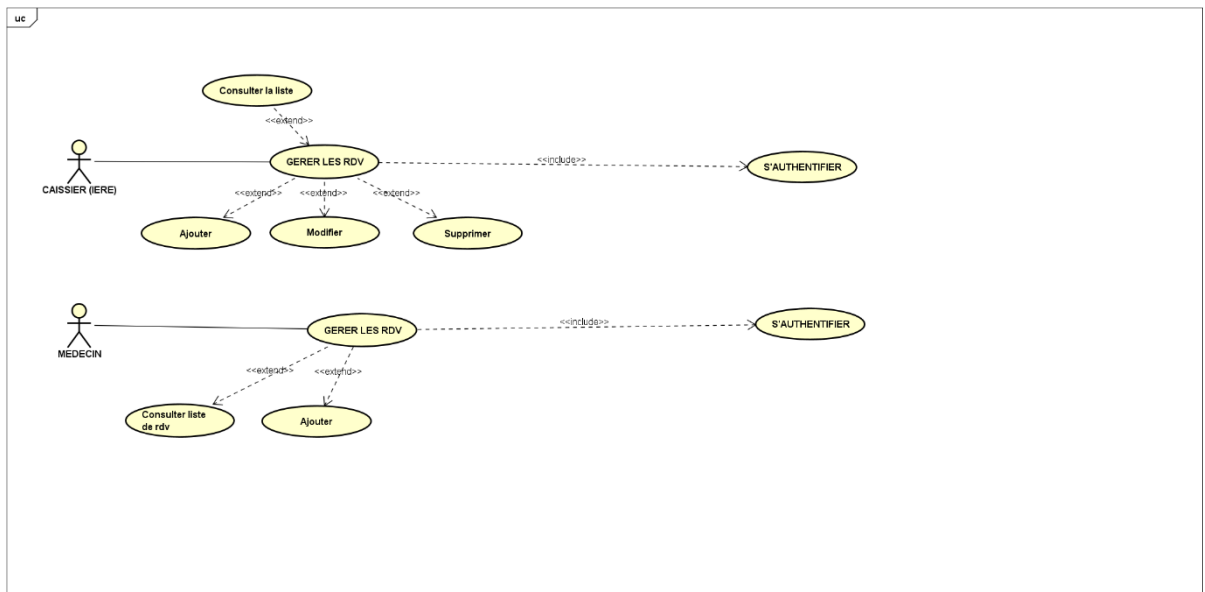 uc
Consulter la liste
<<extend>>
CAISSIER (IERE)
GERER LES RDV
<<include>>
S'AUTHENTIFIER
<<extend>>
<<extend>>
<<extend>>
Ajouter
Modifier
Supprimer
MEDECIN
GERER LES RDV
<<include>>
S'AUTHENTIFIER
<<extend>>
<<extend>>
Consulter liste
de rdv
Ajouter